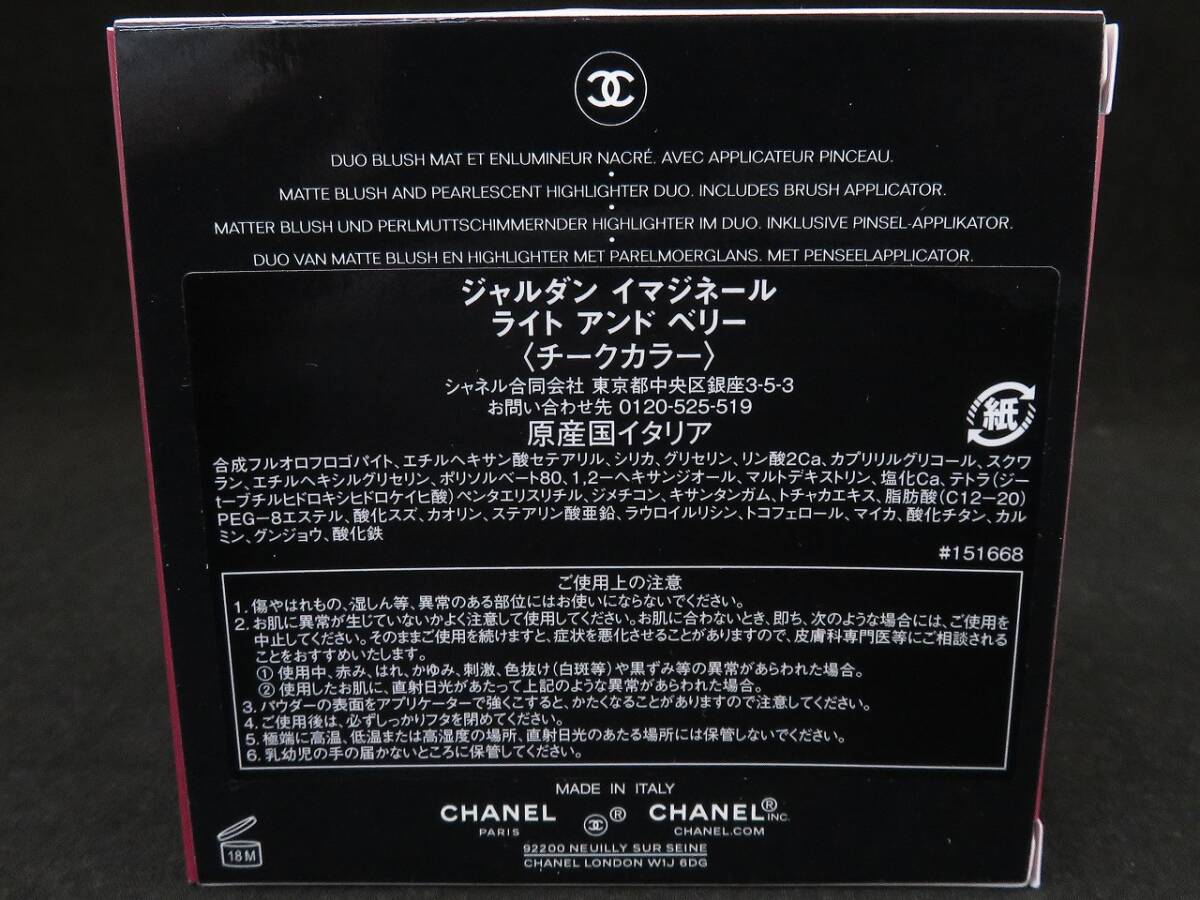 DUO BLUSH MAT ET ENLUMINEUR NACRÉ. AVEC APPLICATEUR PINCEAU.
•
MATTE BLUSH AND PEARLESCENT HIGHLIGHTER DUO. INCLUDES BRUSH APPLICATOR.
•
MATTER BLUSH UND PERLMUTTSCHIMMERNDER HIGHLIGHTER IM DUO. INKLUSIVE PINSEL-APPLIKATOR.
•
DUO VAN MATTE BLUSH EN HIGHLIGHTER MET PARELMOERGLANS. MET PENSEELAPPLICATOR.
ジャルダン イマジネール
ライト アンド ベリー
〈チークカラー〉
シャネル合同会社 東京都中央区銀座3-5-3
お問い合わせ先 0120-525-519
原産国イタリア
紙
合成フルオロフロゴパイト、エチルヘキサン酸セテアリル、シリカ、グリセリン、リン酸2Ca、カプリリルグリコール、スクワ
ラン、エチルヘキシルグリセリン、ポリソルベート80、1,2-ヘキサンジオール、マルトデキストリン、塩化Ca、テトラ(ジー
tーブチルヒドロキシヒドロケイヒ酸)ペンタエリスリチル、ジメチコン、キサンタンガム、トチャカエキス、脂肪酸(C12-20)
PEG-8エステル、酸化スズ、カオリン、ステアリン酸亜鉛、ラウロイルリシン、トコフェロール、マイカ、酸化チタン、カル
ミン、グンジョウ、酸化鉄
#151668
ご使用上の注意
1. 傷やはれもの、湿しん等、異常のある部位にはお使いにならないでください。
2. お肌に異常が生じていないかよく注意して使用してください。お肌に合わないとき、即ち、次のような場合には、ご使用を
中止してください。そのままご使用を続けますと、症状を悪化させることがありますので、皮膚科専門医等にご相談される
ことをおすすめいたします。
① 使用中、赤み、はれ、かゆみ、刺激、色抜け(白斑等)や黒ずみ等の異常があらわれた場合。
② 使用したお肌に、直射日光があたって上記のような異常があらわれた場合。
3. パウダーの表面をアプリケーターで強くこすると、かたくなることがありますので注意してください。
4. ご使用後は、必ずしっかりフタを閉めてください。
5. 極端に高温、低温または高湿度の場所、直射日光のあたる場所には保管しないでください。
6. 乳幼児の手の届かないところに保管してください。
MADE IN ITALY
CHANEL ® CHANEL®
PARIS INC.
CHANEL.COM
92200 NEUILLY SUR SEINE
CHANEL LONDON W1J 6DG
18 M